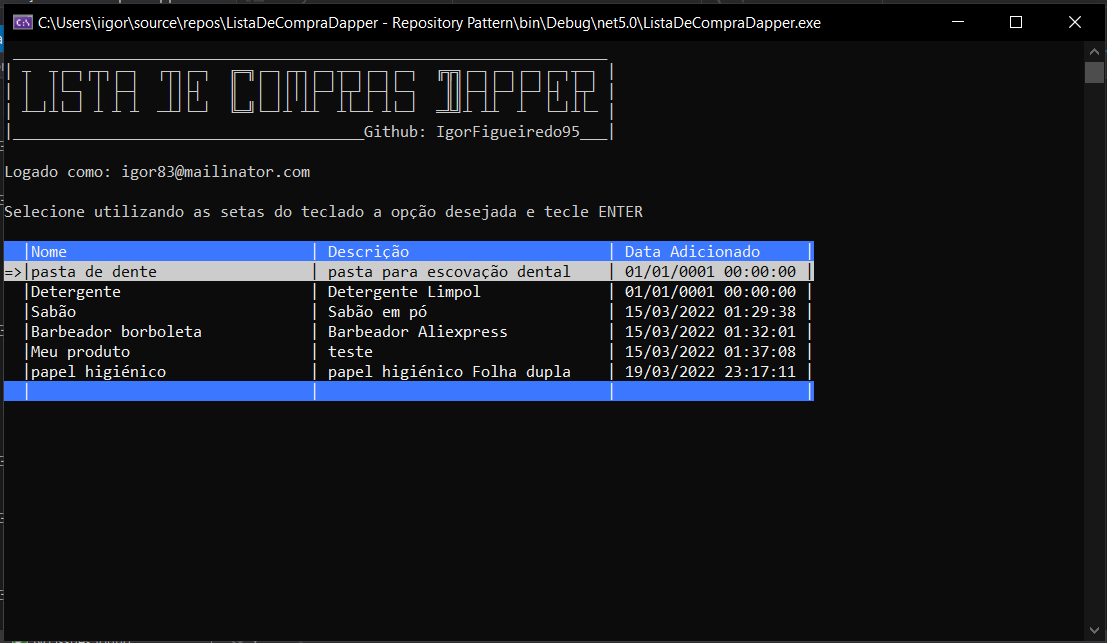 C:\Users\iigor\source\repos\ListaDeCompraDapper - Repository Pattern\bin\Debug\net5.0\ListaDeCompraDapper.exe
LISTA DE COMPRAS DAPPER
Github: IgorFigueiredo95
Logado como: igor83@mailinator.com
Selecione utilizando as setas do teclado a opção desejada e tecle ENTER
|Nome | Descrição | Data Adicionado |
=>|pasta de dente | pasta para escovação dental | 01/01/0001 00:00:00 |
|Detergente | Detergente Limpol | 01/01/0001 00:00:00 |
|Sabão | Sabão em pó | 15/03/2022 01:29:38 |
|Barbeador borboleta | Barbeador Aliexpress | 15/03/2022 01:32:01 |
|Meu produto | teste | 15/03/2022 01:37:08 |
|papel higiénico | papel higiénico Folha dupla | 19/03/2022 23:17:11 |